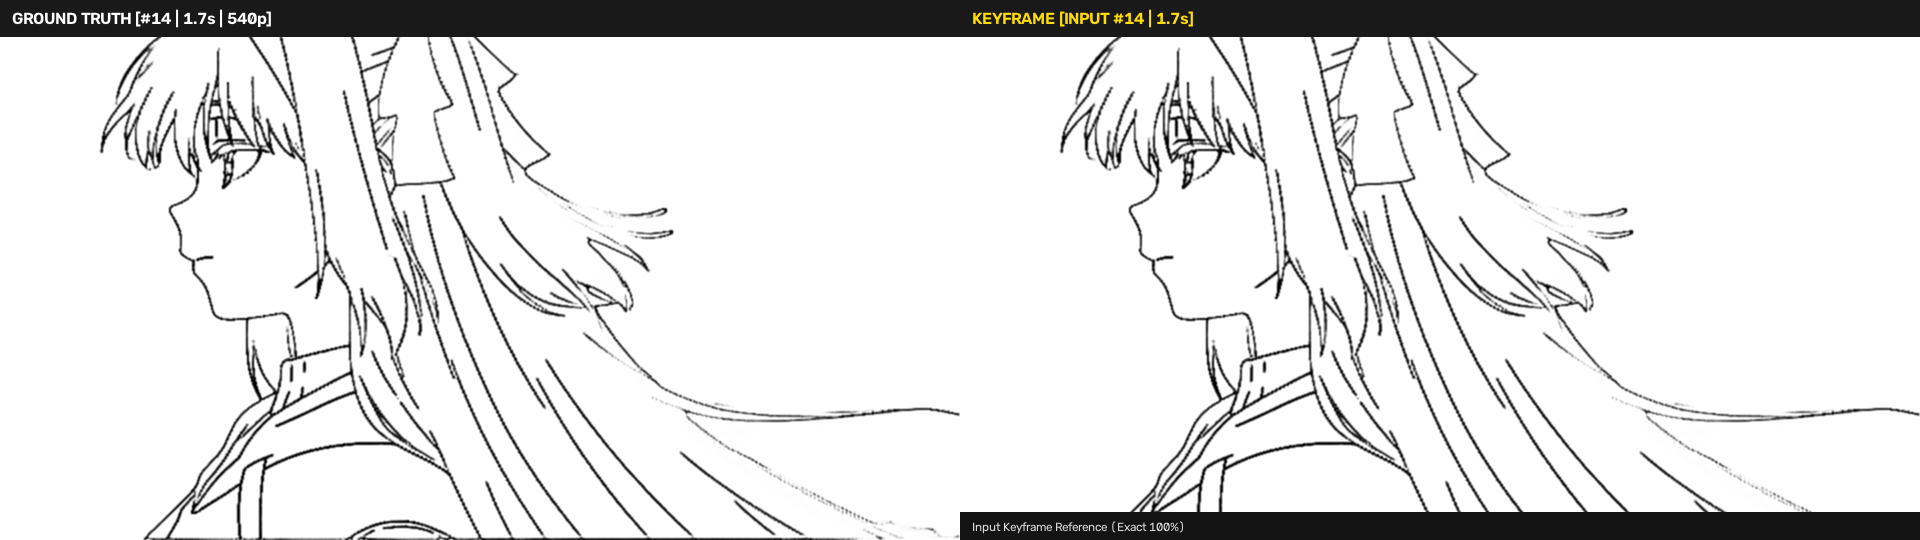 GROUND TRUTH [#14 | 1.7s | 540p]
KEYFRAME [INPUT #14 | 1.7s]
Input Keyframe Reference (Exact 100%)